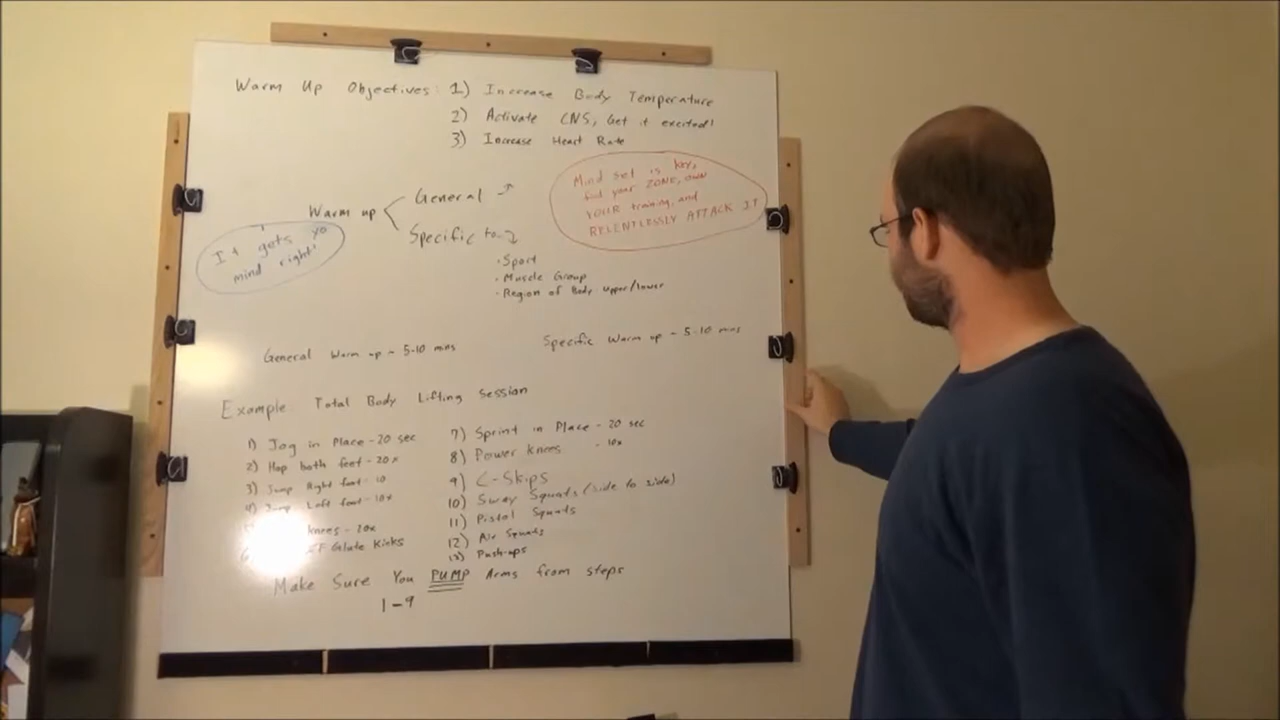 Warm Up Objectives: 1) Increase Body Temperature
2) Activate CNS, Get it excited!
3) Increase Heart Rate
Mind set is key,
find your ZONE, OWN
YOUR training, and
RELENTLESSLY ATTACK IT
Warm up
General
Specific to
It gets yo
mind right!
• Sport
• Muscle Group
• Region of Body upper/lower
General Warm up ~ 5-10 mins
Specific Warm up ~ 5-10 mins
Example Total Body Lifting Session
1) Jog in Place - 20 sec
2) Hop both feet - 20x
3) Jump Right foot - 10
4) Jump Left foot - 10x
knees - 20x
Glute Kicks
7) Sprint in Place - 20 sec
8) Power knees - 10x
9) C-Skips
10) Sway Squats (side to side)
11) Pistol Squats
12) Air Squats
13) Push-ups
Make Sure You PUMP Arms from steps
1-9